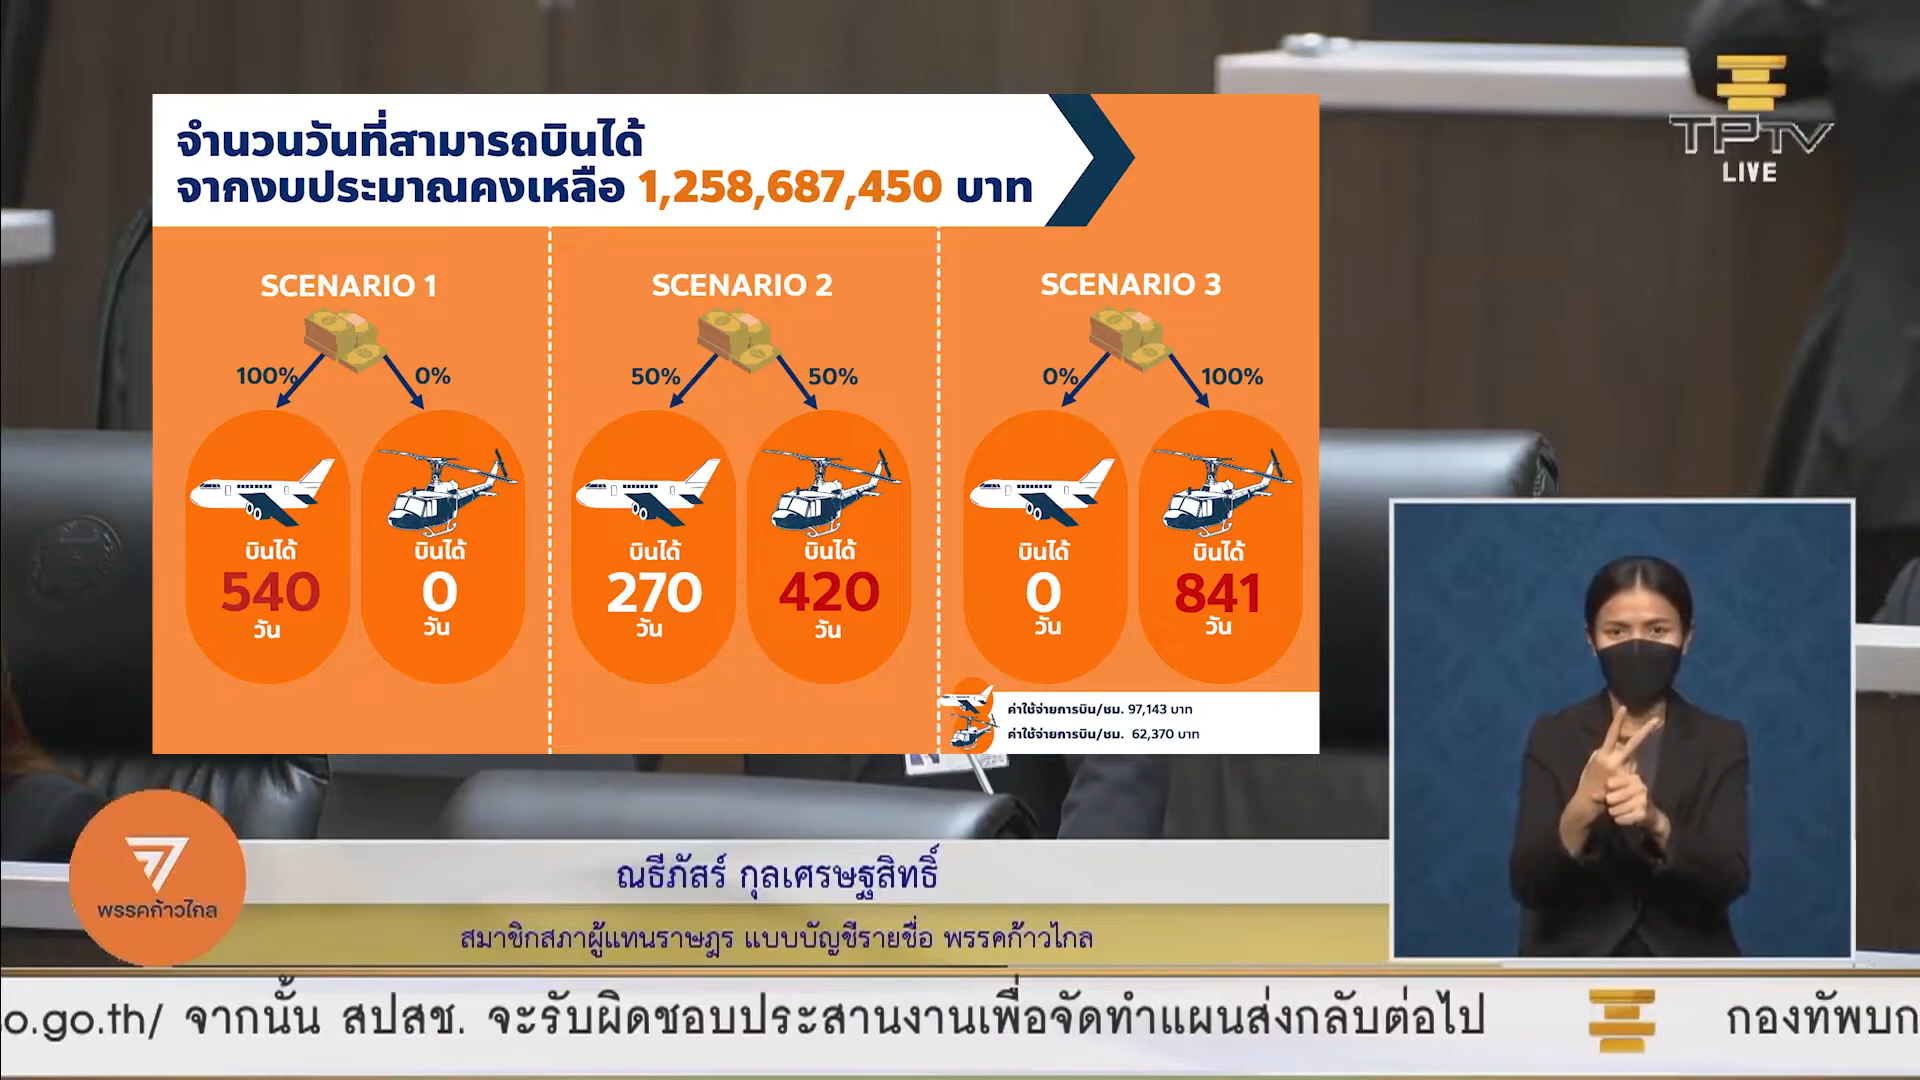 จำนวนวันที่สามารถบินได้
จากงบประมาณคงเหลือ 1,258,687,450 บาท
TPTV
LIVE
SCENARIO 1
SCENARIO 2
SCENARIO 3
100%
0%
50%
50%
0%
100%
บินได้
540
วัน
บินได้
0
วัน
บินได้
270
วัน
บินได้
420
วัน
บินได้
0
วัน
บินได้
841
วัน
ค่าใช้จ่ายการบิน/ชม. 97,143 บาท
ค่าใช้จ่ายการบิน/ชม. 62,370 บาท
พรรคก้าวไกล
ณธีภัสร์ กุลเศรษฐสิทธิ์
สมาชิกสภาผู้แทนราษฎร แบบบัญชีรายชื่อ พรรคก้าวไกล
o.go.th/ จากนั้น สปสช. จะรับผิดชอบประสานงานเพื่อจัดทำแผนส่งกลับต่อไป
กองทัพบก